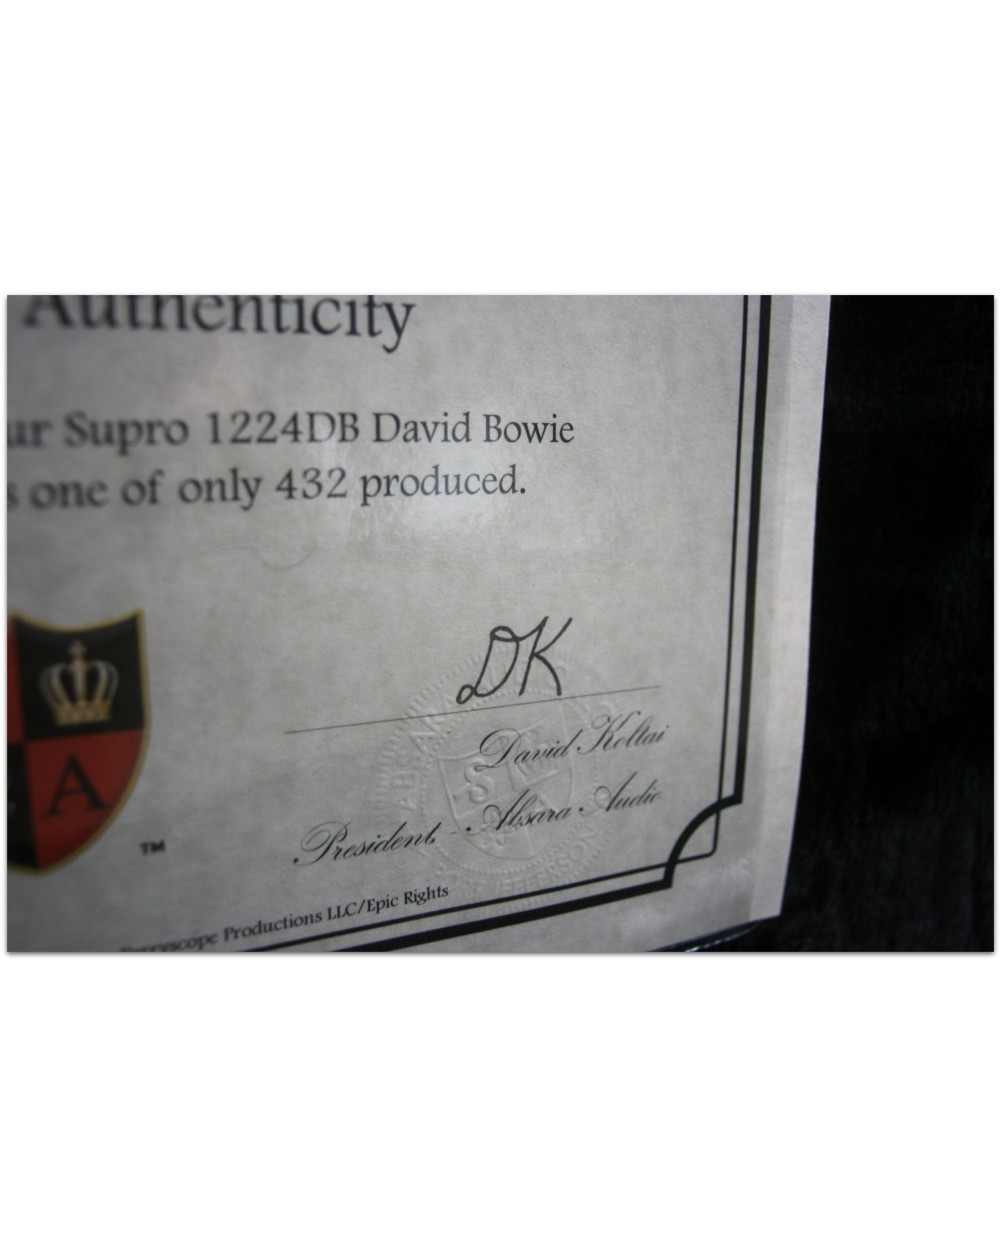 Authenticity
ur Supro 1224DB David Bowie
s one of only 432 produced.
DK
A
TM
David Koltai
President - Absara Audio
Productions LLC/Epic Rights